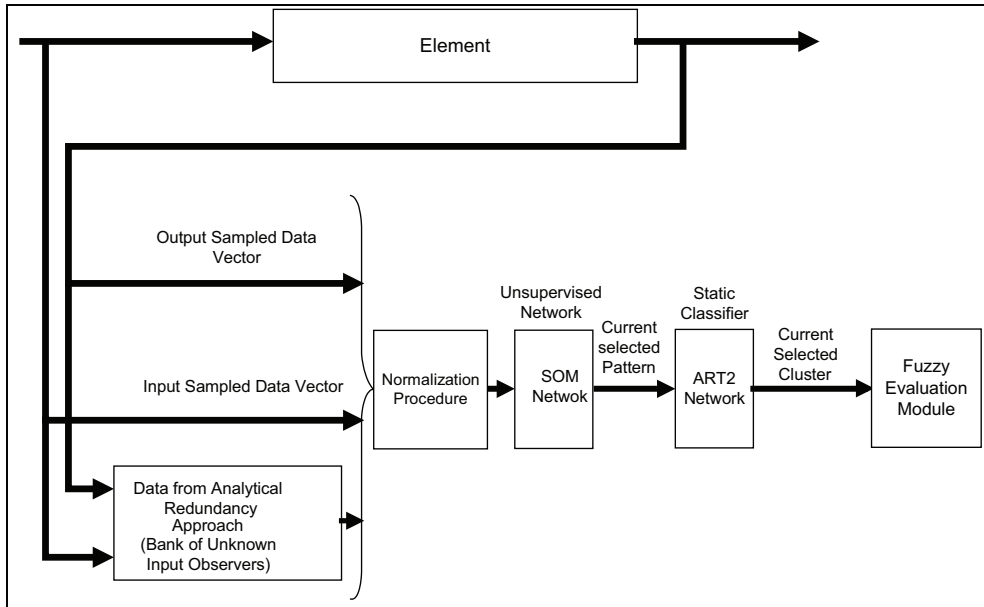 Element
Output Sampled Data
Vector
Input Sampled Data Vector
Data from Analytical
Redundancy
Approach
(Bank of Unknown
Input Observers)
Normalization
Procedure
Unsupervised
Network
SOM
Netwok
Current
selected
Pattern
Static
Classifier
ART2
Network
Current
Selected
Cluster
Fuzzy
Evaluation
Module